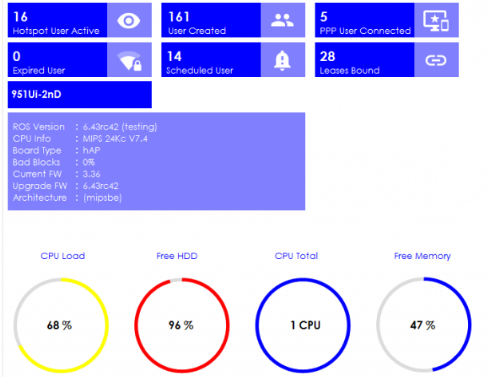 16
Hotspot User Active
161
User Created
5
PPP User Connected
0
Expired User
14
Scheduled User
28
Leases Bound
951Ui-2nD
ROS Version : 6.43rc42 (testing)
CPU Info : MIPS 24Kc V7.4
Board Type : hAP
Bad Blocks : 0%
Current FW : 3.36
Upgrade FW : 6.43rc42
Architecture : (mipsbe)
CPU Load
Free HDD
CPU Total
Free Memory
68 %
96 %
1 CPU
47 %